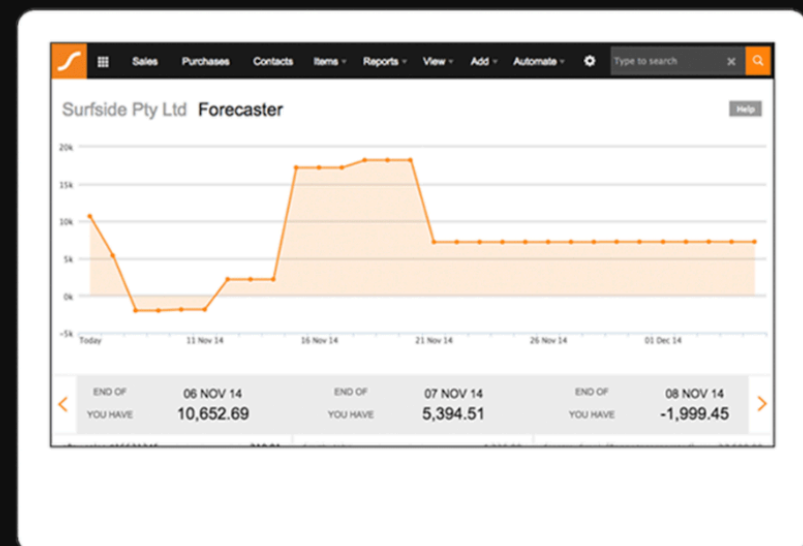 Sales Purchases Contacts Items Reports View Add Automate Type to search
Surfside Pty Ltd Forecaster Help
20k
15k
10k
5k
0k
-5k
Today 11 Nov 14 16 Nov 14 21 Nov 14 26 Nov 14 01 Dec 14
END OF 06 NOV 14 END OF 07 NOV 14 END OF 08 NOV 14
YOU HAVE 10,652.69 YOU HAVE 5,394.51 YOU HAVE -1,999.45